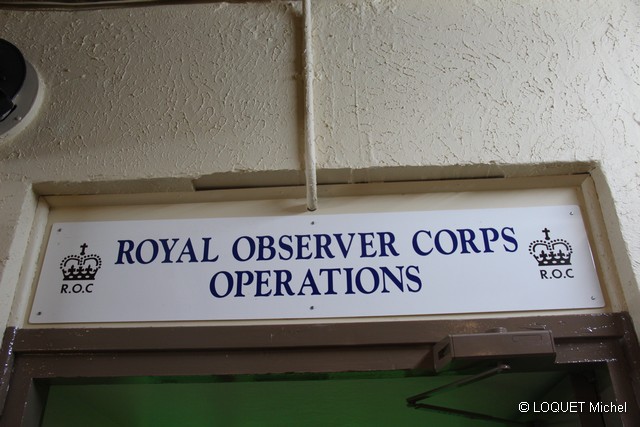 ROYAL OBSERVER CORPS
OPERATIONS
R.O.C
R.O.C
© LOQUET Michel